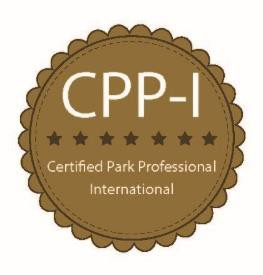 CPP-I
Certified Park Professional
International